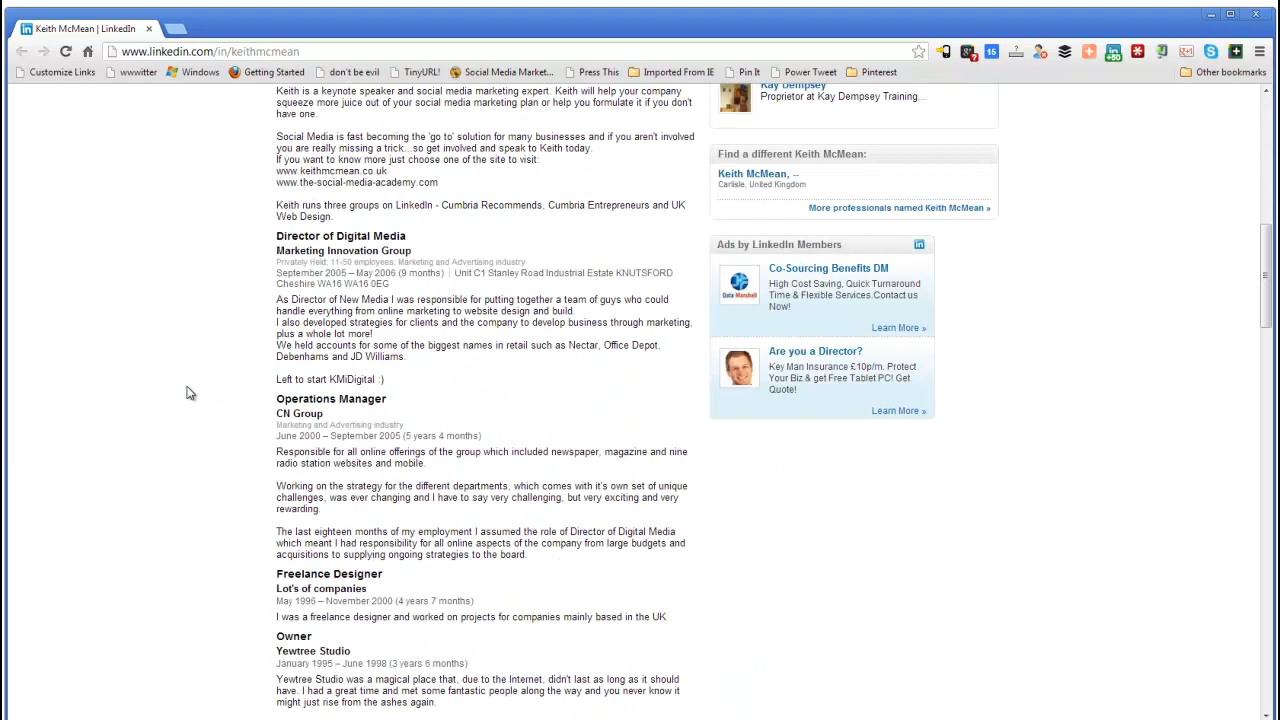 Keith McMean | LinkedIn
www.linkedin.com/in/keithmcmean
Customize Links
wwwitter
Windows
Getting Started
don't be evil
TinyURL!
Social Media Market...
Press This
Imported From IE
Pin It
Power Tweet
Pinterest
Other bookmarks
Keith is a keynote speaker and social media marketing expert. Keith will help your company
squeeze more juice out of your social media marketing plan or help you formulate it if you don't
have one.
Social Media is fast becoming the 'go to' solution for many businesses and if you aren't involved
you are really missing a trick...so get involved and speak to Keith today.
If you want to know more just choose one of the site to visit:
www.keithmcmean.co.uk
www.the-social-media-academy.com
Keith runs three groups on LinkedIn - Cumbria Recommends, Cumbria Entrepreneurs and UK
Web Design.
Director of Digital Media
Marketing Innovation Group
Privately Held; 11-50 employees; Marketing and Advertising industry
September 2005 – May 2006 (9 months) | Unit C1 Stanley Road Industrial Estate KNUTSFORD
Cheshire WA16 WA16 0EG
As Director of New Media I was responsible for putting together a team of guys who could
handle everything from online marketing to website design and build.
I also developed strategies for clients and the company to develop business through marketing,
plus a whole lot more!
We held accounts for some of the biggest names in retail such as Nectar, Office Depot,
Debenhams and JD Williams.
Left to start KMiDigital :)
Operations Manager
CN Group
Marketing and Advertising industry
June 2000 – September 2005 (5 years 4 months)
Responsible for all online offerings of the group which included newspaper, magazine and nine
radio station websites and mobile.
Working on the strategy for the different departments, which comes with it's own set of unique
challenges, was ever changing and I have to say very challenging, but very exciting and very
rewarding.
The last eighteen months of my employment I assumed the role of Director of Digital Media
which meant I had responsibility for all online aspects of the company from large budgets and
acquisitions to supplying ongoing strategies to the board.
Freelance Designer
Lot's of companies
May 1996 – November 2000 (4 years 7 months)
I was a freelance designer and worked on projects for companies mainly based in the UK
Owner
Yewtree Studio
January 1995 – June 1998 (3 years 6 months)
Yewtree Studio was a magical place that, due to the Internet, didn't last as long as it should
have. I had a great time and met some fantastic people along the way and you never know it
might just rise from the ashes again.
Kay Dempsey
Proprietor at Kay Dempsey Training...
Find a different Keith McMean:
Keith McMean, --
Carlisle, United Kingdom
More professionals named Keith McMean »
Ads by LinkedIn Members
Data Marshall
Co-Sourcing Benefits DM
High Cost Saving, Quick Turnaround
Time & Flexible Services.Contact us
Now!
Learn More »
Are you a Director?
Key Man Insurance £10p/m. Protect
Your Biz & get Free Tablet PC! Get
Quote!
Learn More »